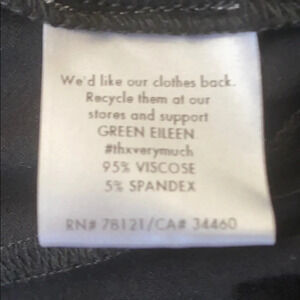 We'd like our clothes back.
Recycle them at our
stores and support
GREEN EILEEN
#thxverymuch
95% VISCOSE
5% SPANDEX
RN# 78121/CA# 34460